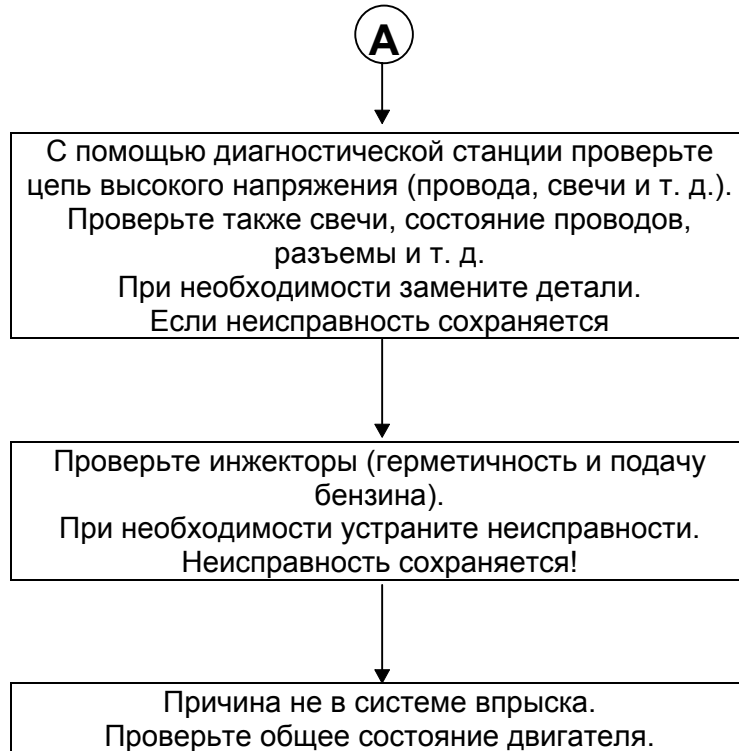 А
С помощью диагностической станции проверьте
цепь высокого напряжения (провода, свечи и т. д.).
Проверьте также свечи, состояние проводов,
разъемы и т. д.
При необходимости замените детали.
Если неисправность сохраняется
Проверьте инжекторы (герметичность и подачу
бензина).
При необходимости устраните неисправности.
Неисправность сохраняется!
Причина не в системе впрыска.
Проверьте общее состояние двигателя.